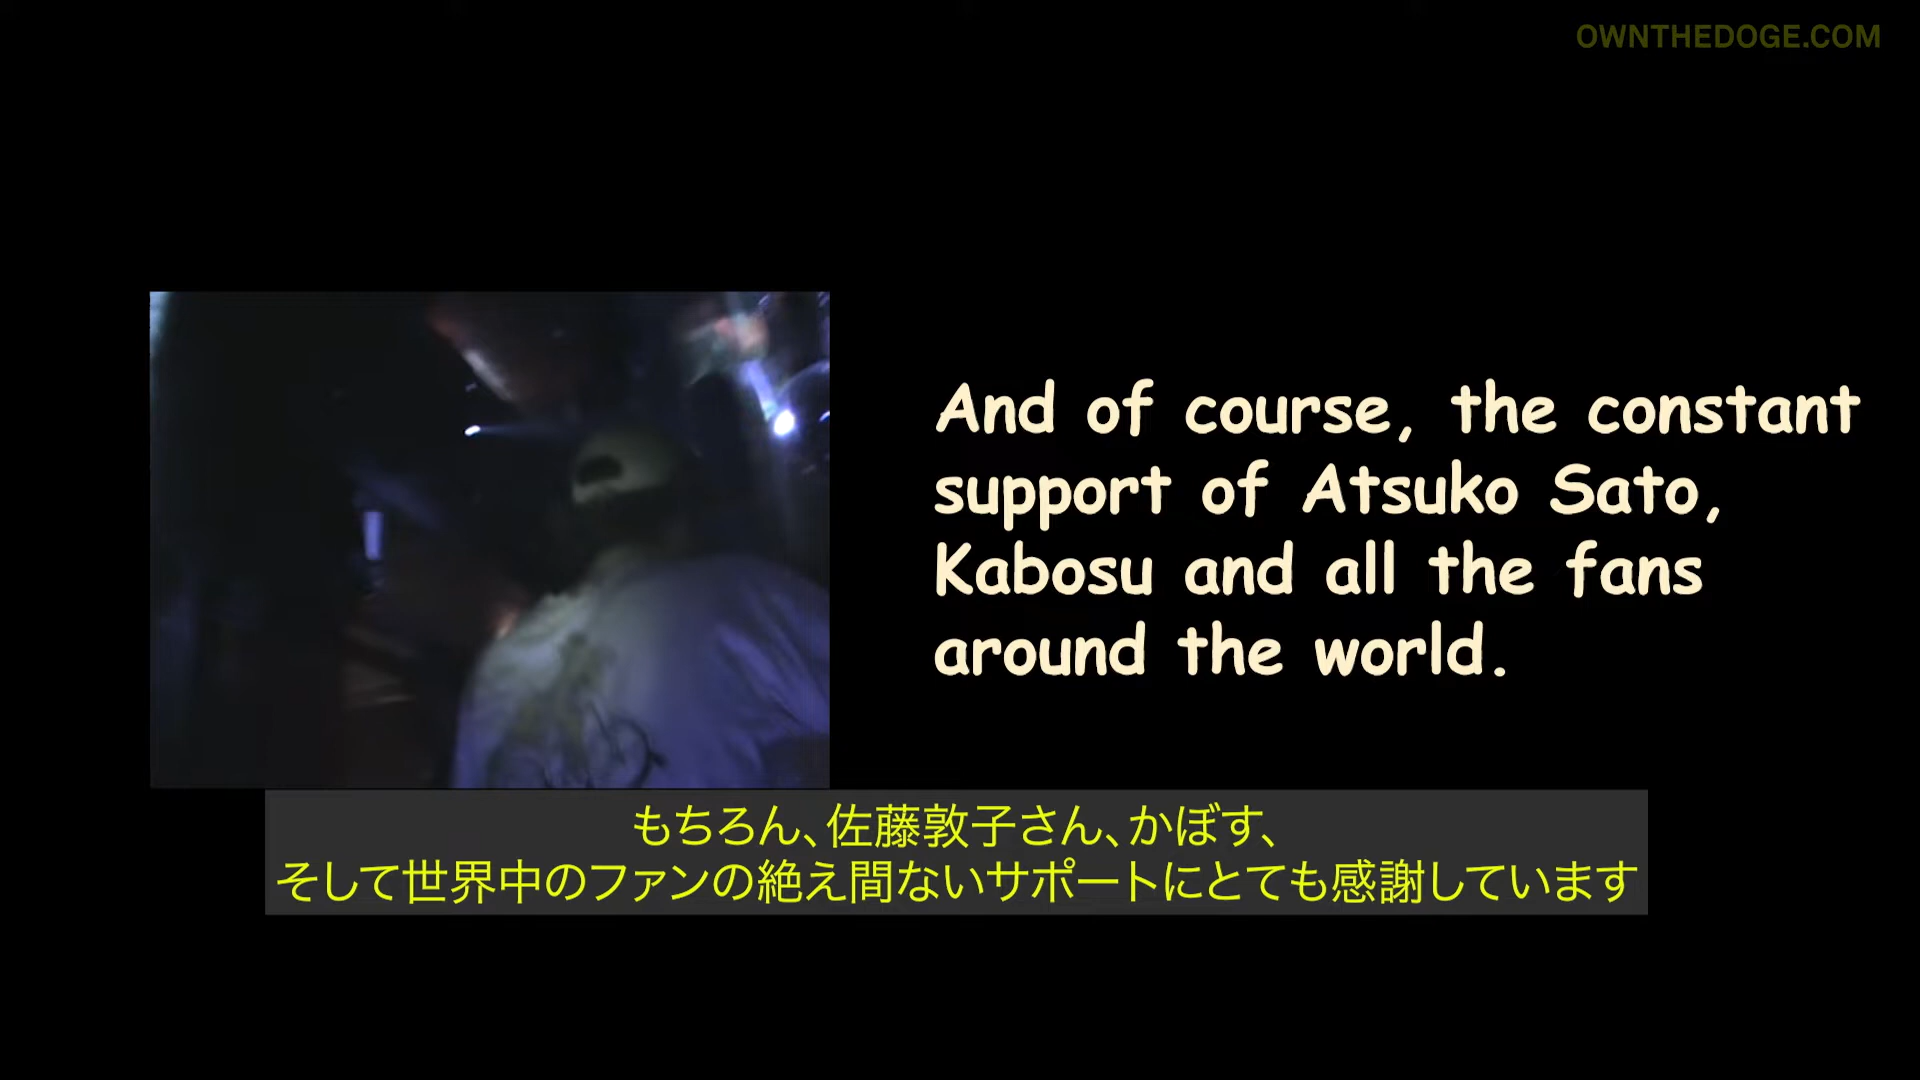 OWNTHEDOGE.COM
And of course, the constant
support of Atsuko Sato,
Kabosu and all the fans
around the world.
もちろん、佐藤敦子さん、かぼす、
そして世界中のファンの絶え間ないサポートにとても感謝しています